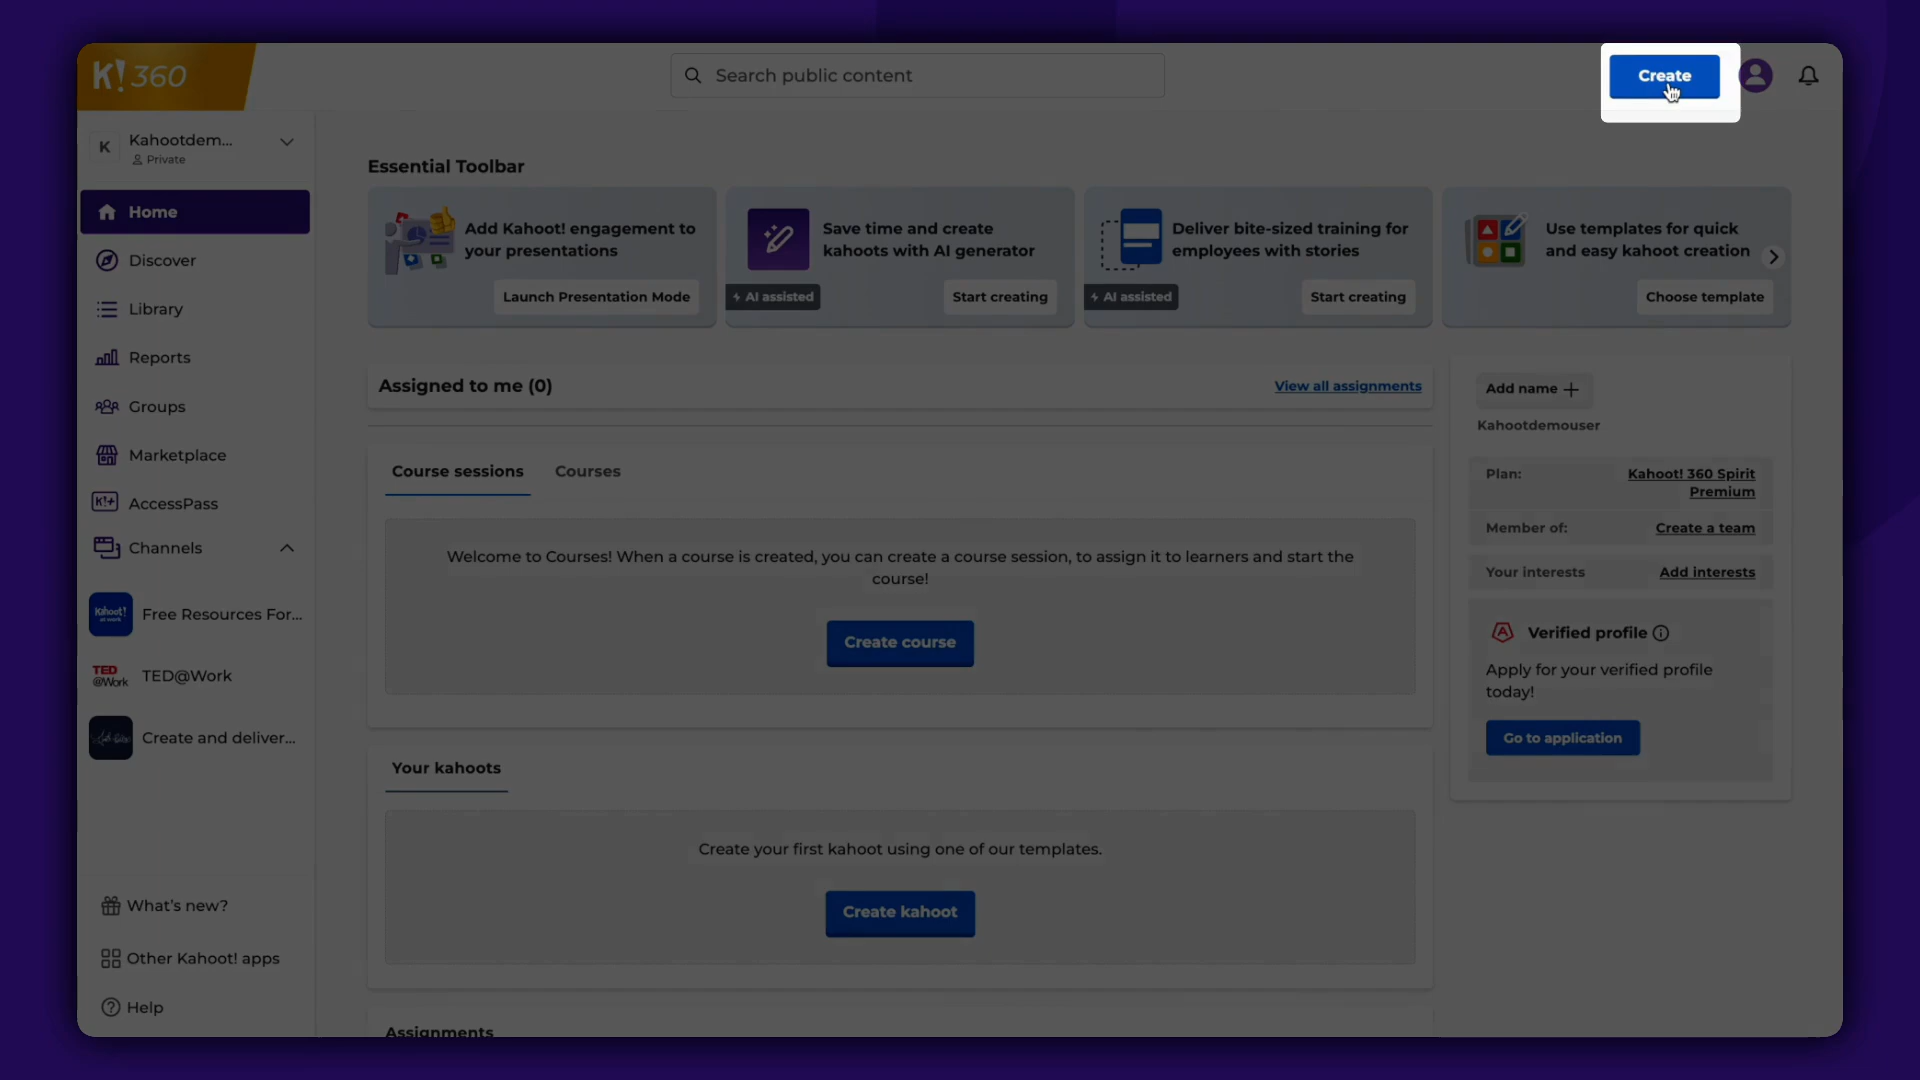 K! 360
Search public content
Create
K
Kahootdem...
Private
Home
Discover
Library
Reports
Groups
Marketplace
K!+
AccessPass
Channels
Kahoot!
at work
Free Resources For...
TED
@Work
TED@Work
Create and deliver...
What's new?
Other Kahoot! apps
Help
Essential Toolbar
Add Kahoot! engagement to
your presentations
Launch Presentation Mode
Save time and create
kahoots with AI generator
AI assisted
Start creating
Deliver bite-sized training for
employees with stories
AI assisted
Start creating
Use templates for quick
and easy kahoot creation
Choose template
Assigned to me (0)
View all assignments
Course sessions
Courses
Welcome to Courses! When a course is created, you can create a course session, to assign it to learners and start the
course!
Create course
Your kahoots
Create your first kahoot using one of our templates.
Create kahoot
Assignments
Add name +
Kahootdemouser
Plan:
Kahoot! 360 Spirit
Premium
Member of:
Create a team
Your interests
Add interests
Verified profile
Apply for your verified profile
today!
Go to application